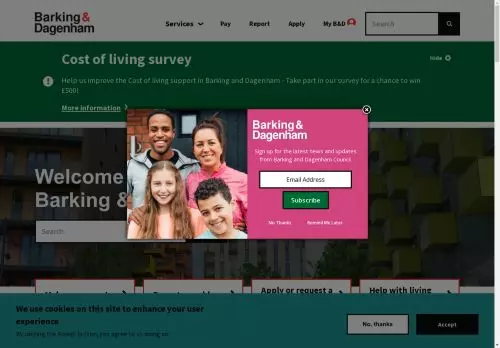 Barking &
Dagenham
Services
Pay
Report
Apply
My B&D
Search
Cost of living survey
Hide
Help us improve the Cost of living support in Barking and Dagenham - Take part in our survey for a chance to win
£500!
More information
Barking &
Dagenham
Sign up for the latest news and updates
from Barking and Dagenham Council.
Email Address
Subscribe
No Thanks
Remind Me Later
Welcome
Barking &
Search
Apply or request a
Help with living
We use cookies on this site to enhance your user
experience
By clicking the Accept button, you agree to us doing so.
No, thanks
Accept